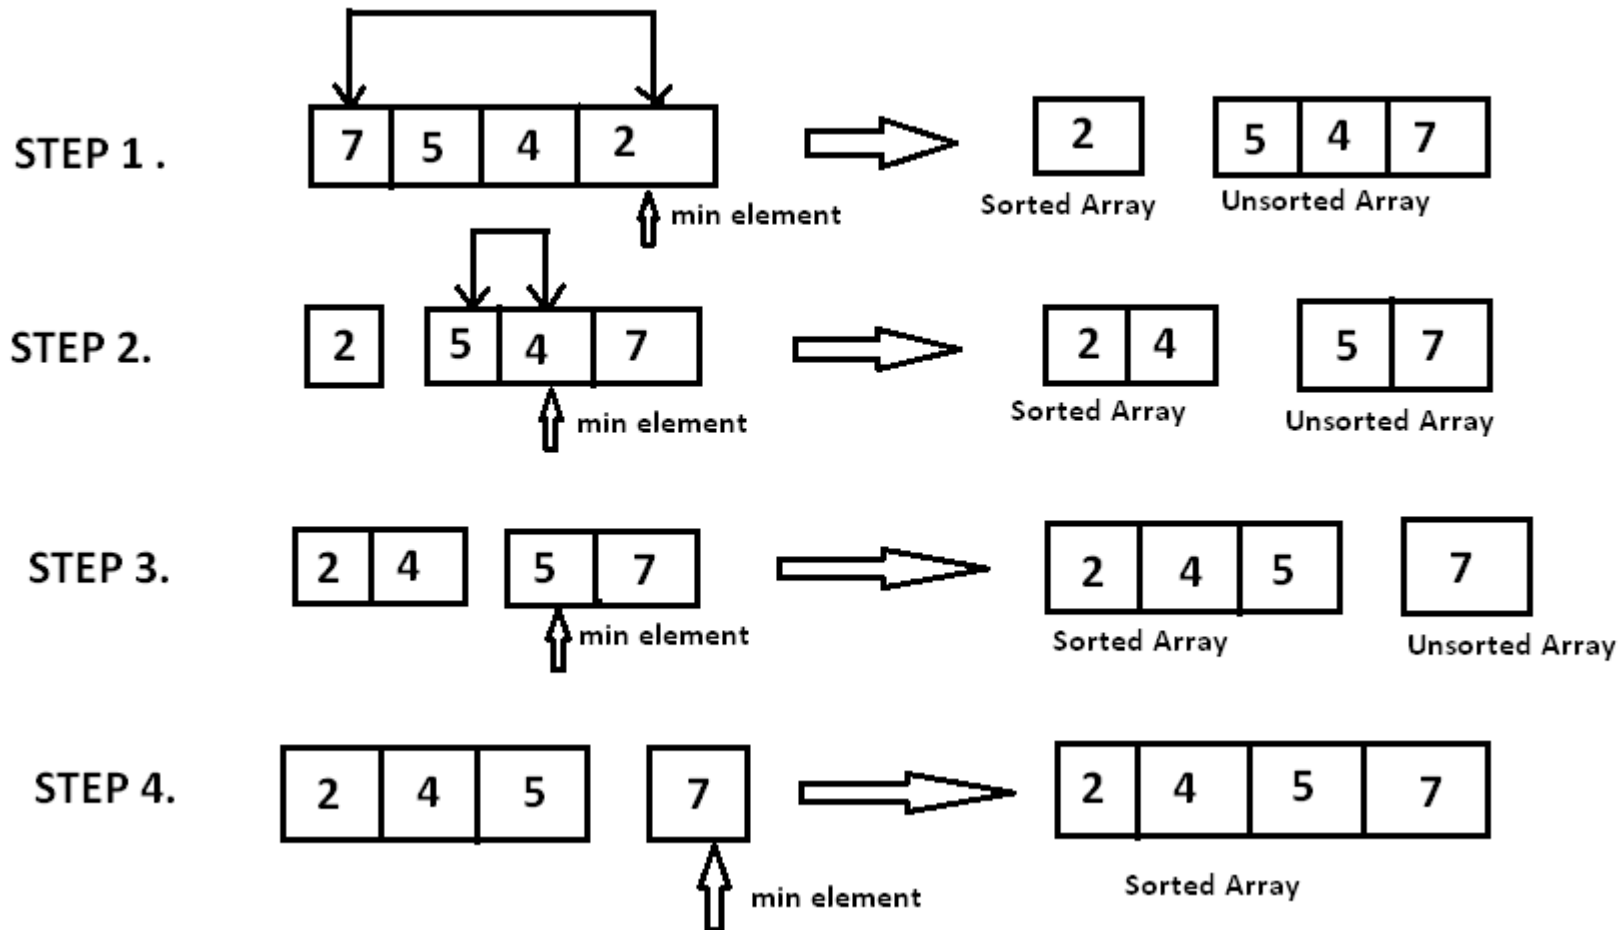 STEP 1 . 7 5 4 2 2 5 4 7
min element Sorted Array Unsorted Array
STEP 2. 2 5 4 7 2 4 5 7
min element Sorted Array Unsorted Array
STEP 3. 2 4 5 7 2 4 5 7
min element Sorted Array Unsorted Array
STEP 4. 2 4 5 7 2 4 5 7
min element Sorted Array